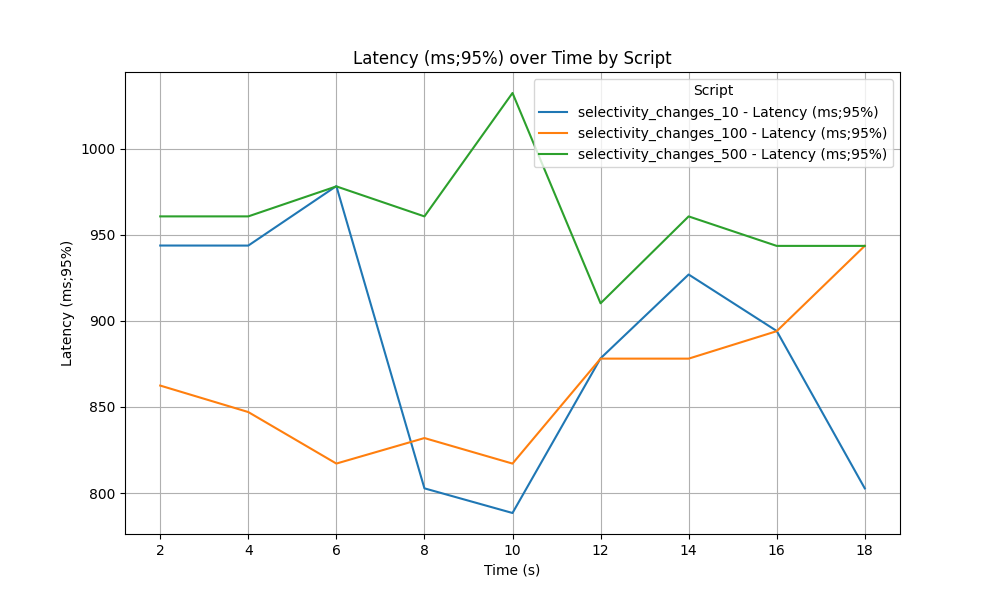 Latency (ms;95%) over Time by Script
Script
selectivity_changes_10 - Latency (ms;95%)
selectivity_changes_100 - Latency (ms;95%)
selectivity_changes_500 - Latency (ms;95%)
Latency (ms;95%)
1000
950
900
850
800
2 4 6 8 10 12 14 16 18
Time (s)